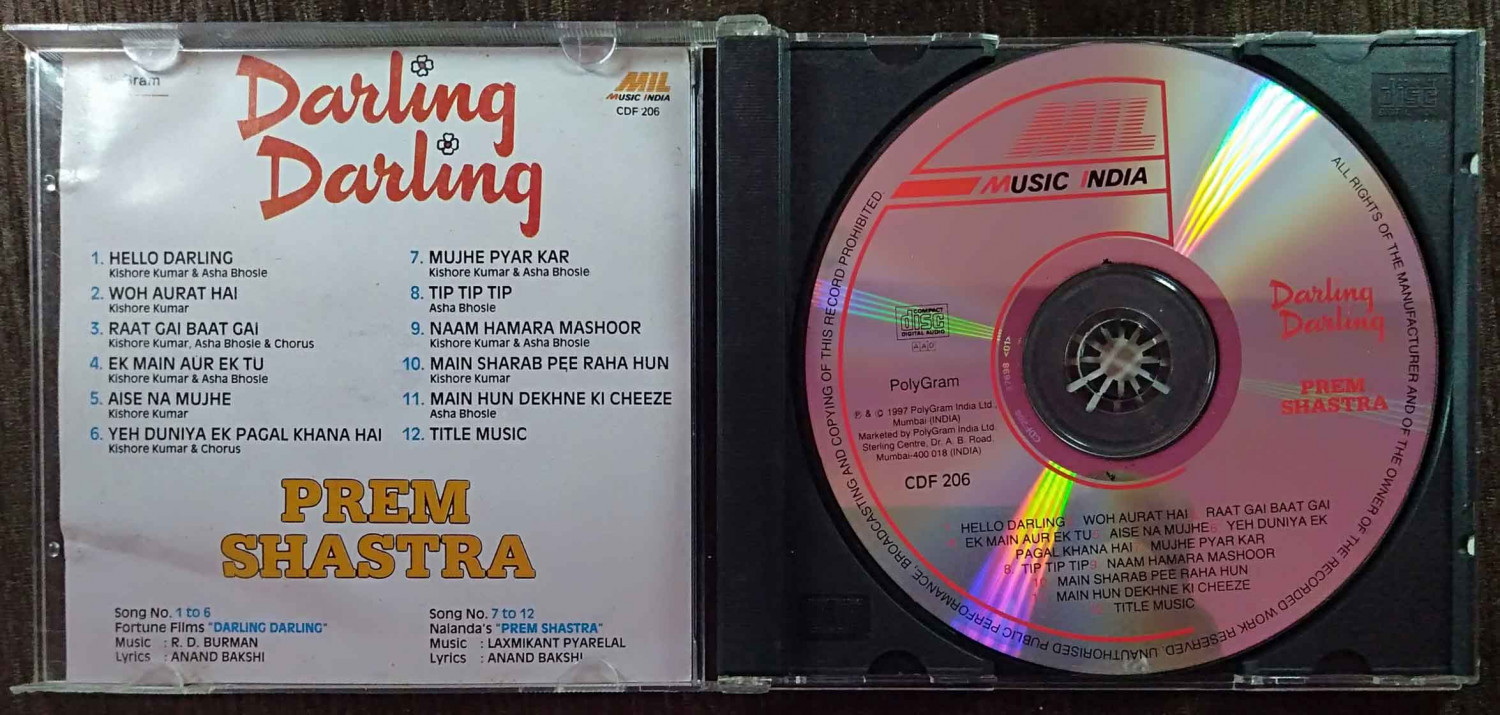 MIL
MUSIC INDIA
CDF 206
Darling
Darling
1. HELLO DARLING
Kishore Kumar & Asha Bhosle
2. WOH AURAT HAI
Kishore Kumar
3. RAAT GAI BAAT GAI
Kishore Kumar, Asha Bhosle & Chorus
4. EK MAIN AUR EK TU
Kishore Kumar & Asha Bhosle
5. AISE NA MUJHE
Kishore Kumar
6. YEH DUNIYA EK PAGAL KHANA HAI
Kishore Kumar & Chorus
7. MUJHE PYAR KAR
Kishore Kumar & Asha Bhosle
8. TIP TIP TIP
Asha Bhosle
9. NAAM HAMARA MASHOOR
Kishore Kumar & Asha Bhosle
10. MAIN SHARAB PEE RAHA HUN
Kishore Kumar
11. MAIN HUN DEKHNE KI CHEEZE
Asha Bhosle
12. TITLE MUSIC
PREM
SHASTRA
Song No. 1 to 6
Fortune Films "DARLING DARLING"
Music : R. D. BURMAN
Lyrics : ANAND BAKSHI
Song No. 7 to 12
Nalanda's "PREM SHASTRA"
Music : LAXMIKANT PYARELAL
Lyrics : ANAND BAKSHI
MIL
MUSIC INDIA
ALL RIGHTS OF THE MANUFACTURER AND OF THE OWNER OF THE RECORDED WORK RESERVED. UNAUTHORISED PUBLIC PERFORMANCE, BROADCASTING AND COPYING OF THIS RECORD PROHIBITED.
COMPACT
disc
DIGITAL AUDIO
AAD
Darling
Darling
PREM
SHASTRA
PolyGram
℗ & © 1997 PolyGram India Ltd.,
Mumbai (INDIA)
Marketed by PolyGram India Ltd.
Sterling Centre, Dr. A. B. Road.
Mumbai-400 018 (INDIA)
CDF 206
HELLO DARLING WOH AURAT HAI RAAT GAI BAAT GAI
EK MAIN AUR EK TU 5 AISE NA MUJHE 6 YEH DUNIYA EK
PAGAL KHANA HAI MUJHE PYAR KAR
8. TIP TIP TIP 9 NAAM HAMARA MASHOOR
10 MAIN SHARAB PEE RAHA HUN
MAIN HUN DEKHNE KI CHEEZE
TITLE MUSIC